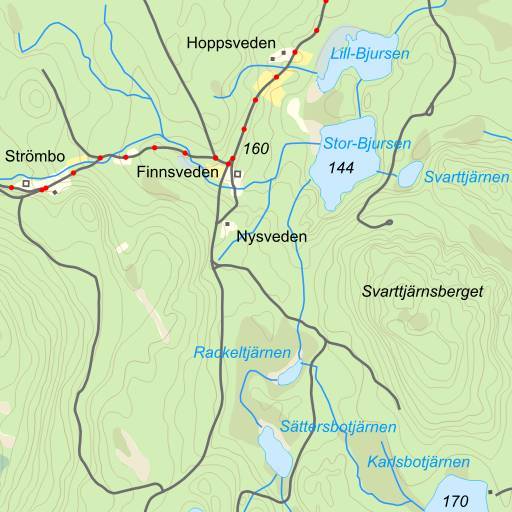 Hoppsveden
Lill-Bjursen
Stor-Bjursen
160
Strömbo
Finnsveden
144
Svarttjärnen
Nysveden
Svarttjärnsberget
Rackeltjärnen
Sättersbotjärnen
Karlsbotjärnen
170